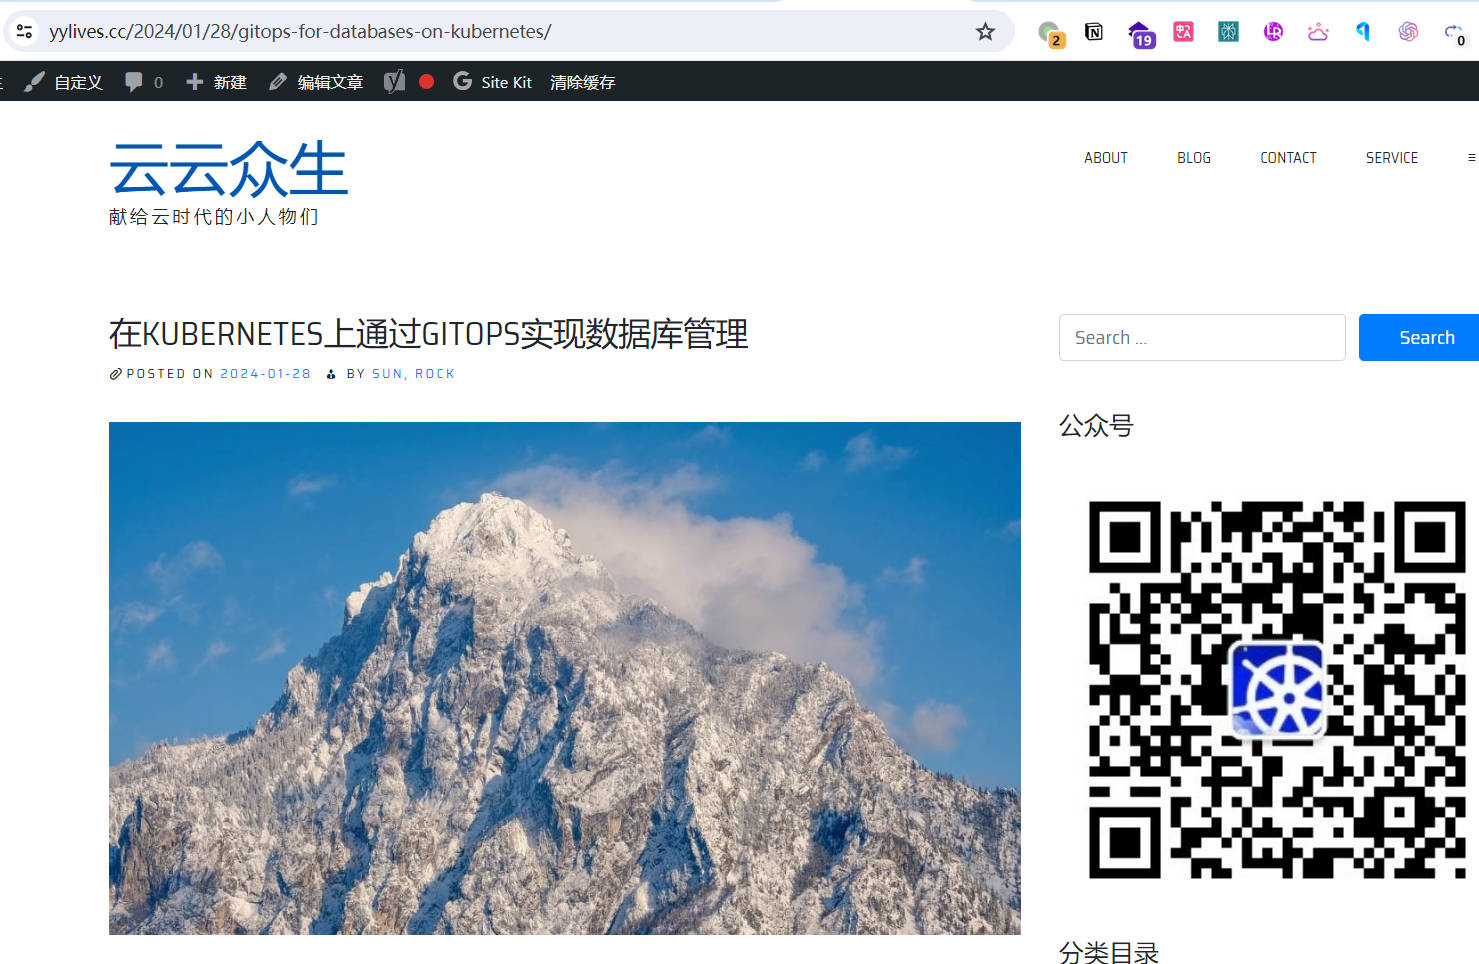 yylives.cc/2024/01/28/gitops-for-databases-on-kubernetes/
2
19
0
自定义
0
新建
编辑文章
Site Kit
清除缓存
云云众生
献给云时代的小人物们
ABOUT
BLOG
CONTACT
SERVICE
在KUBERNETES上通过GITOPS实现数据库管理
POSTED ON 2024-01-28 BY SUN, ROCK
Search ...
Search
公众号
分类目录